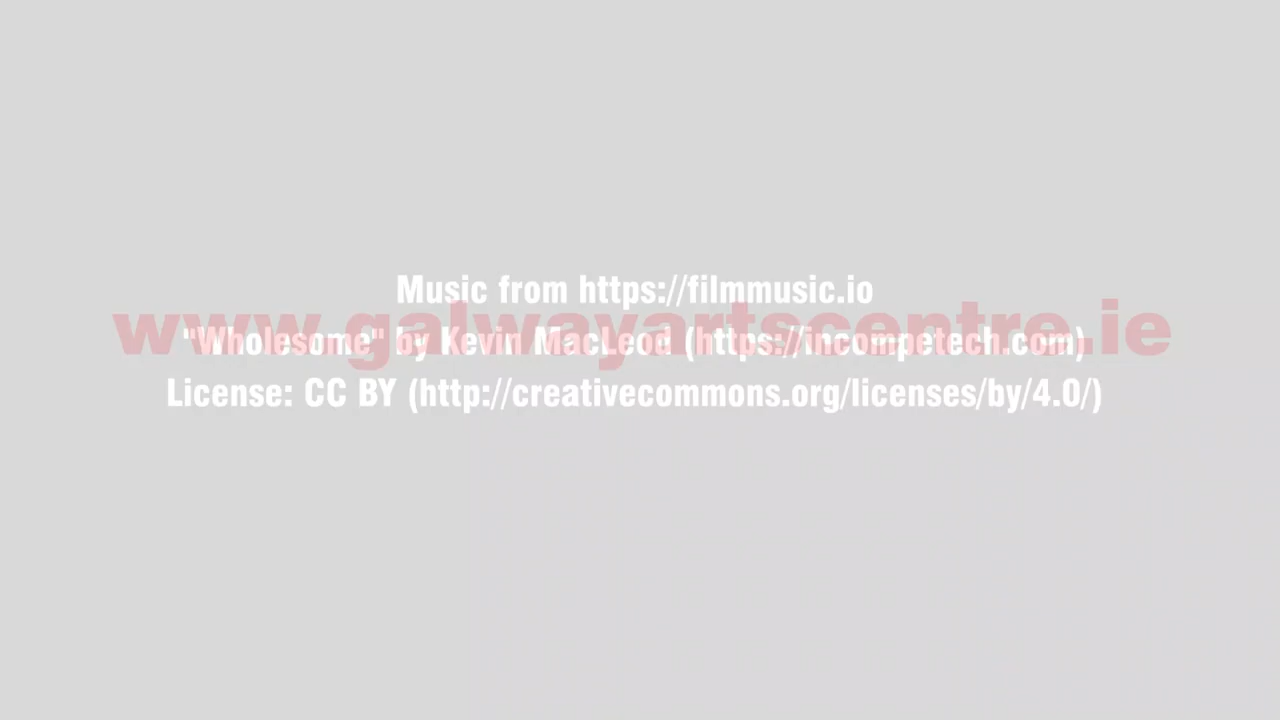 Music from https://filmmusic.io
www.galwayartscentre.ie
"Wholesome" by Kevin MacLeod (https://incompetech.com)
License: CC BY (http://creativecommons.org/licenses/by/4.0/)